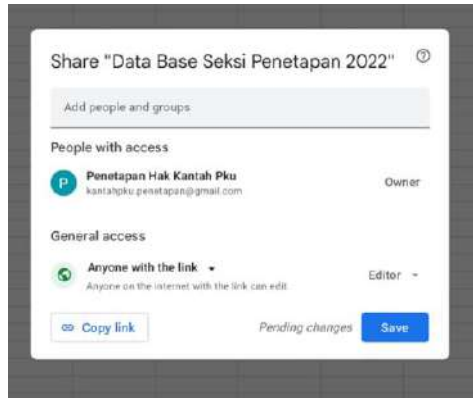 Share "Data Base Seksi Penetapan 2022"
Add people and groups
People with access
P
Penetapan Hak Kantah Pku
Owner
kantahpku.penetapan@gmail.com
General access
Anyone with the link
Editor
Anyone on the internet with the link can edit
Copy link
Pending changes
Save